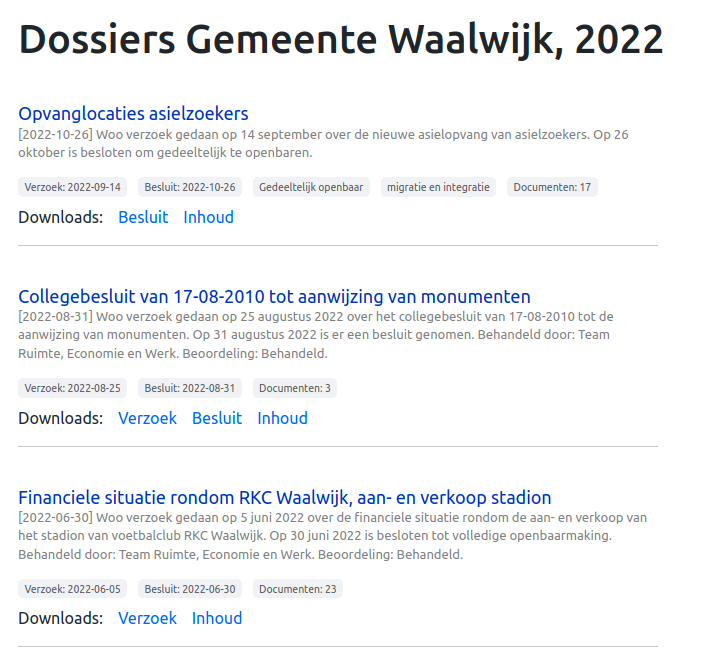 Dossiers Gemeente Waalwijk, 2022
Opvanglocaties asielzoekers
[2022-10-26] Woo verzoek gedaan op 14 september over de nieuwe asielopvang van asielzoekers. Op 26
oktober is besloten om gedeeltelijk te openbaren.
Verzoek: 2022-09-14 Besluit: 2022-10-26 Gedeeltelijk openbaar migratie en integratie Documenten: 17
Downloads: Besluit Inhoud
Collegebesluit van 17-08-2010 tot aanwijzing van monumenten
[2022-08-31] Woo verzoek gedaan op 25 augustus 2022 over het collegebesluit van 17-08-2010 tot de
aanwijzing van monumenten. Op 31 augustus 2022 is er een besluit genomen. Behandeld door: Team
Ruimte, Economie en Werk. Beoordeling: Behandeld.
Verzoek: 2022-08-25 Besluit: 2022-08-31 Documenten: 3
Downloads: Verzoek Besluit Inhoud
Financiele situatie rondom RKC Waalwijk, aan- en verkoop stadion
[2022-06-30] Woo verzoek gedaan op 5 juni 2022 over de financiele situatie rondom de aan- en verkoop van
het stadion van voetbalclub RKC Waalwijk. Op 30 juni 2022 is besloten tot volledige openbaarmaking.
Behandeld door: Team Ruimte, Economie en Werk. Beoordeling: Behandeld.
Verzoek: 2022-06-05 Besluit: 2022-06-30 Documenten: 23
Downloads: Verzoek Inhoud